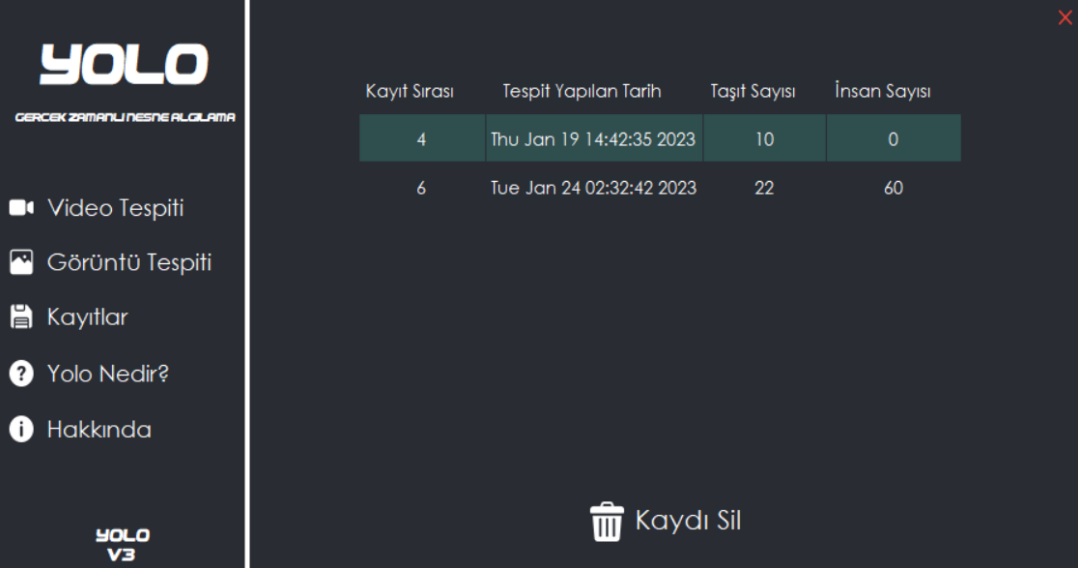 YOLO
GERCEK ZAMANLI NESNE ALGILAMA
Video Tespiti
Görüntü Tespiti
Kayıtlar
Yolo Nedir?
Hakkında
YOLO
V3
Kayıt Sırası Tespit Yapılan Tarih Taşıt Sayısı İnsan Sayısı
4 Thu Jan 19 14:42:35 2023 10 0
6 Tue Jan 24 02:32:42 2023 22 60
Kaydı Sil